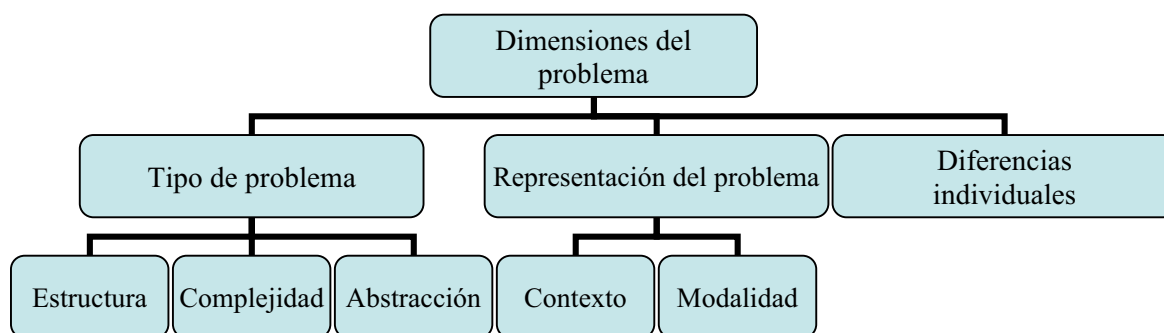 Dimensiones del
problema
Tipo de problema
Representación del problema
Diferencias
individuales
Estructura
Complejidad
Abstracción
Contexto
Modalidad